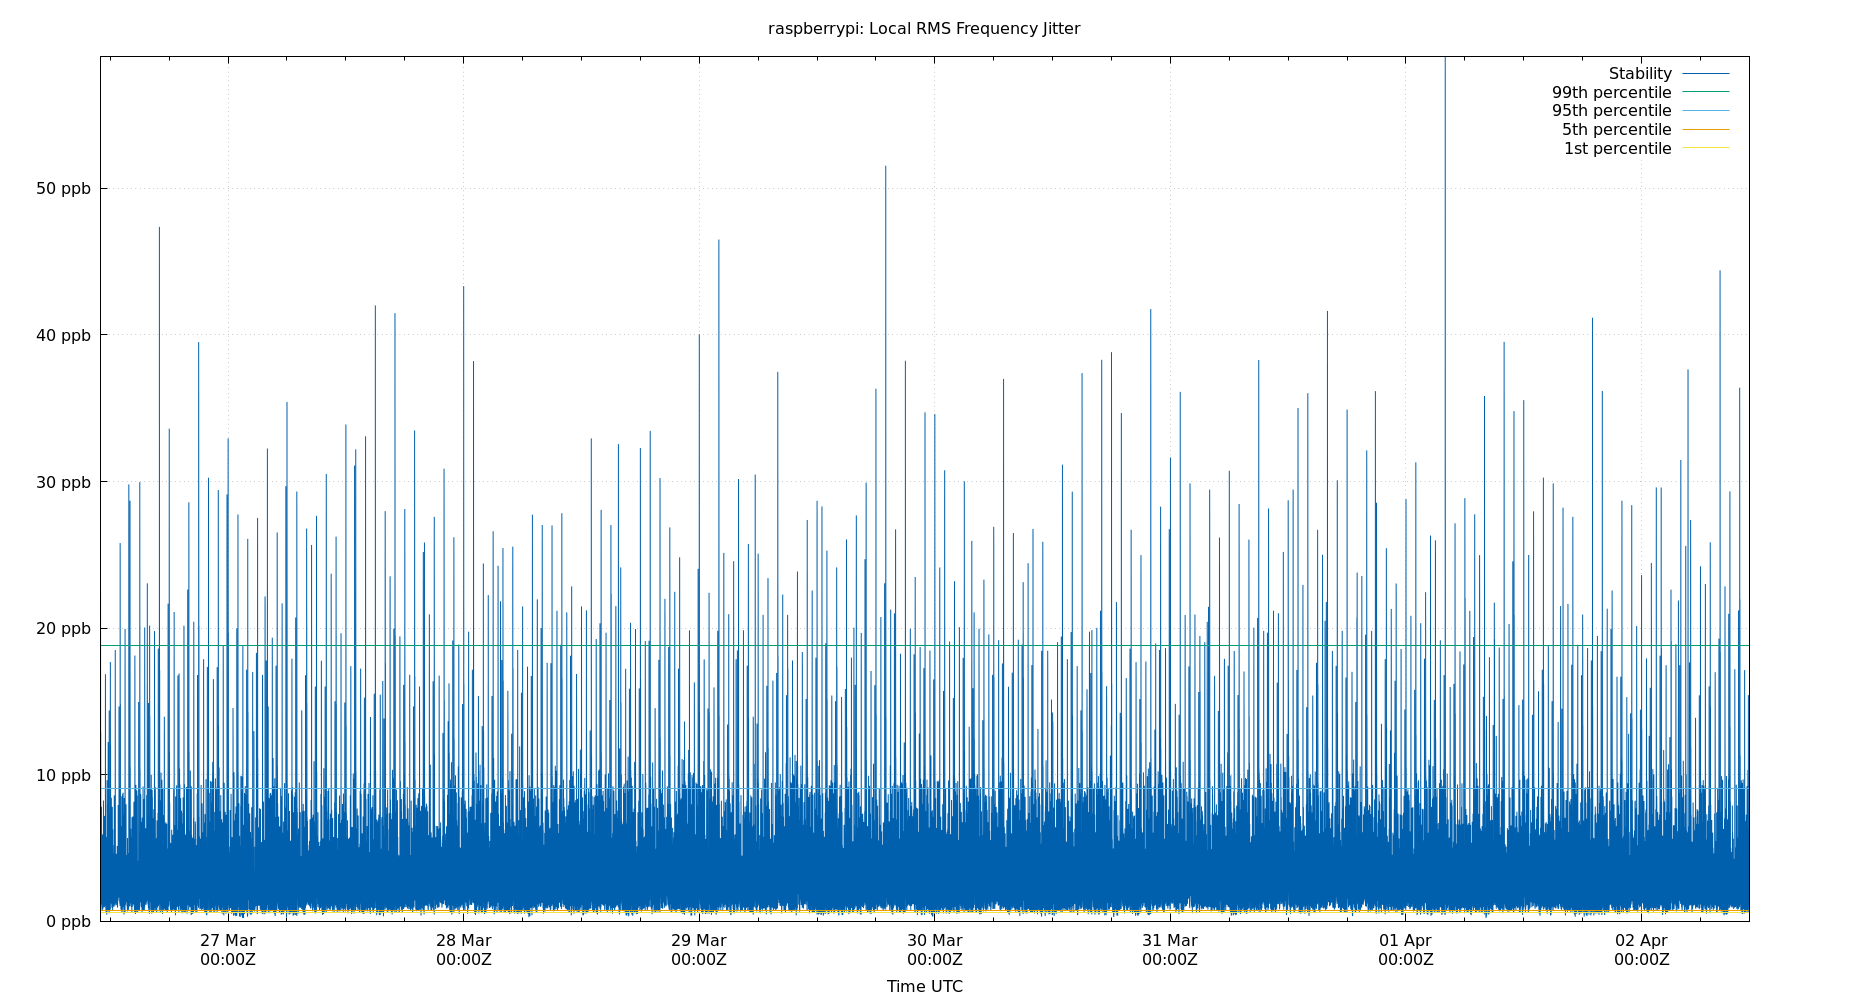 raspberrypi: Local RMS Frequency Jitter
Stability
99th percentile
95th percentile
5th percentile
1st percentile
50 ppb
40 ppb
30 ppb
20 ppb
10 ppb
0 ppb
27 Mar
00:00Z
28 Mar
00:00Z
29 Mar
00:00Z
30 Mar
00:00Z
31 Mar
00:00Z
01 Apr
00:00Z
02 Apr
00:00Z
Time UTC